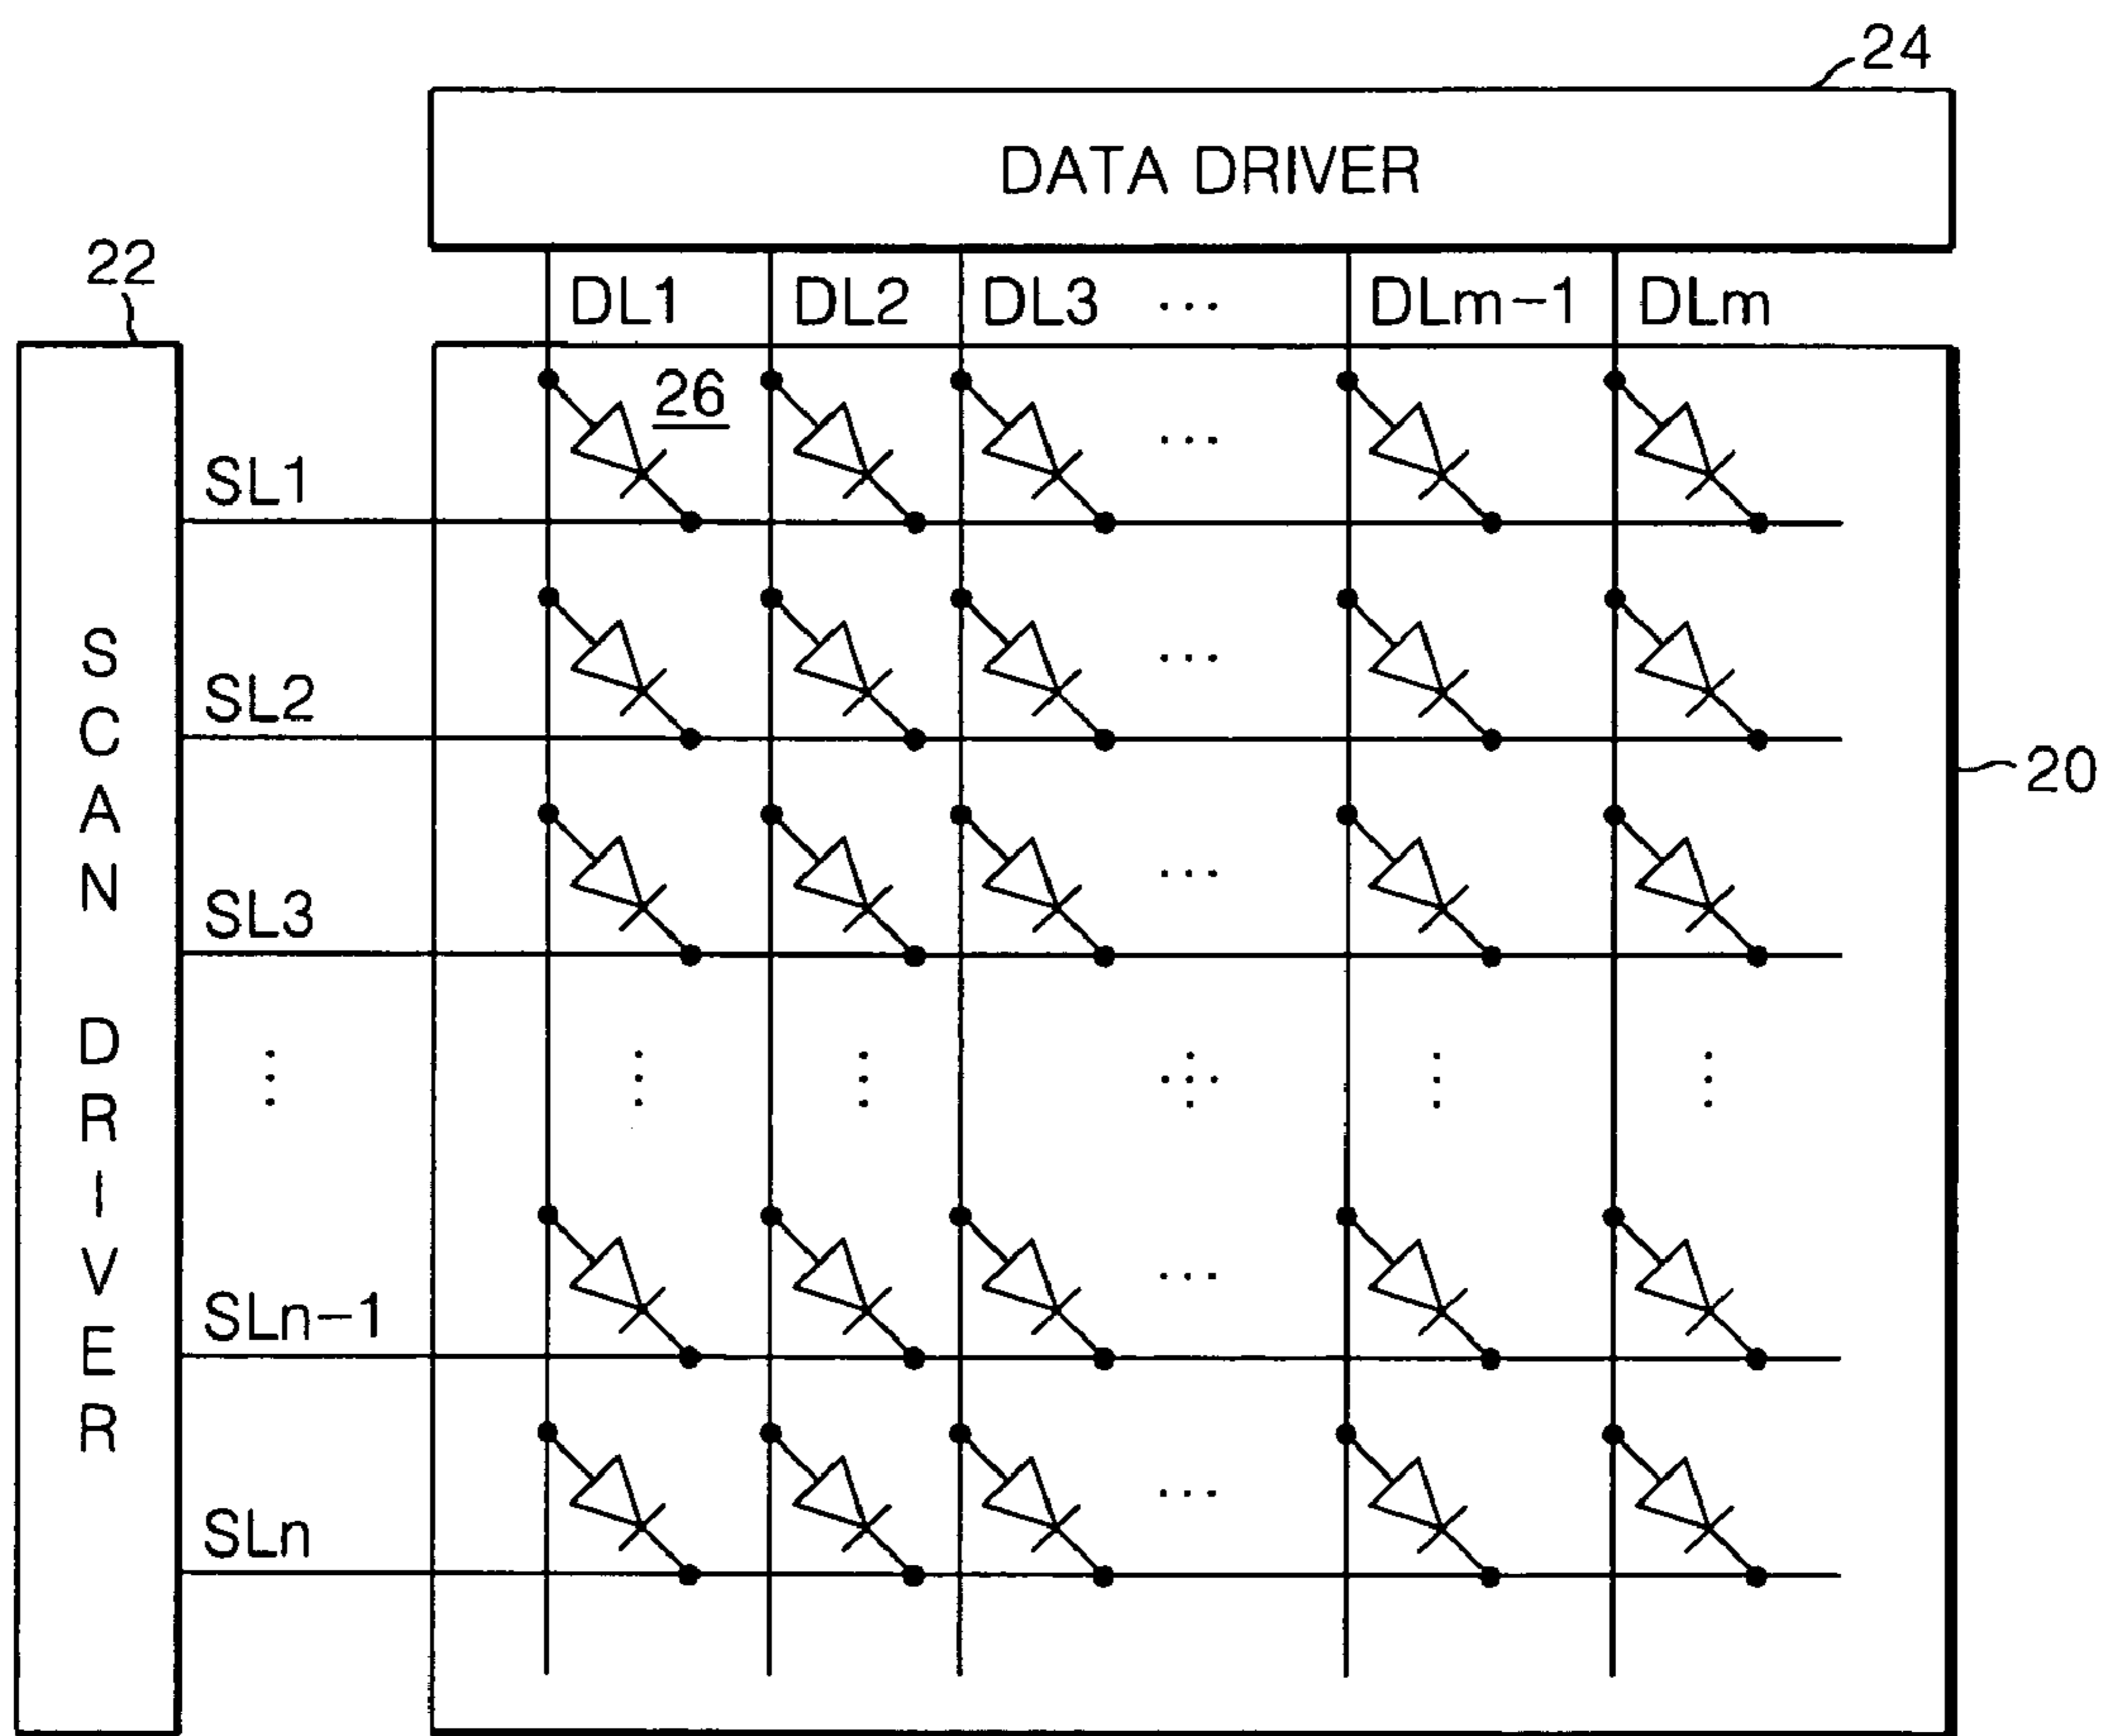 24
DATA DRIVER
22
DL1 DL2 DL3 ... DLm-1 DLm
26
...
SL1
SL2
...
20
SL3
...
SCAN DRIVER
SLn-1
...
SLn
...